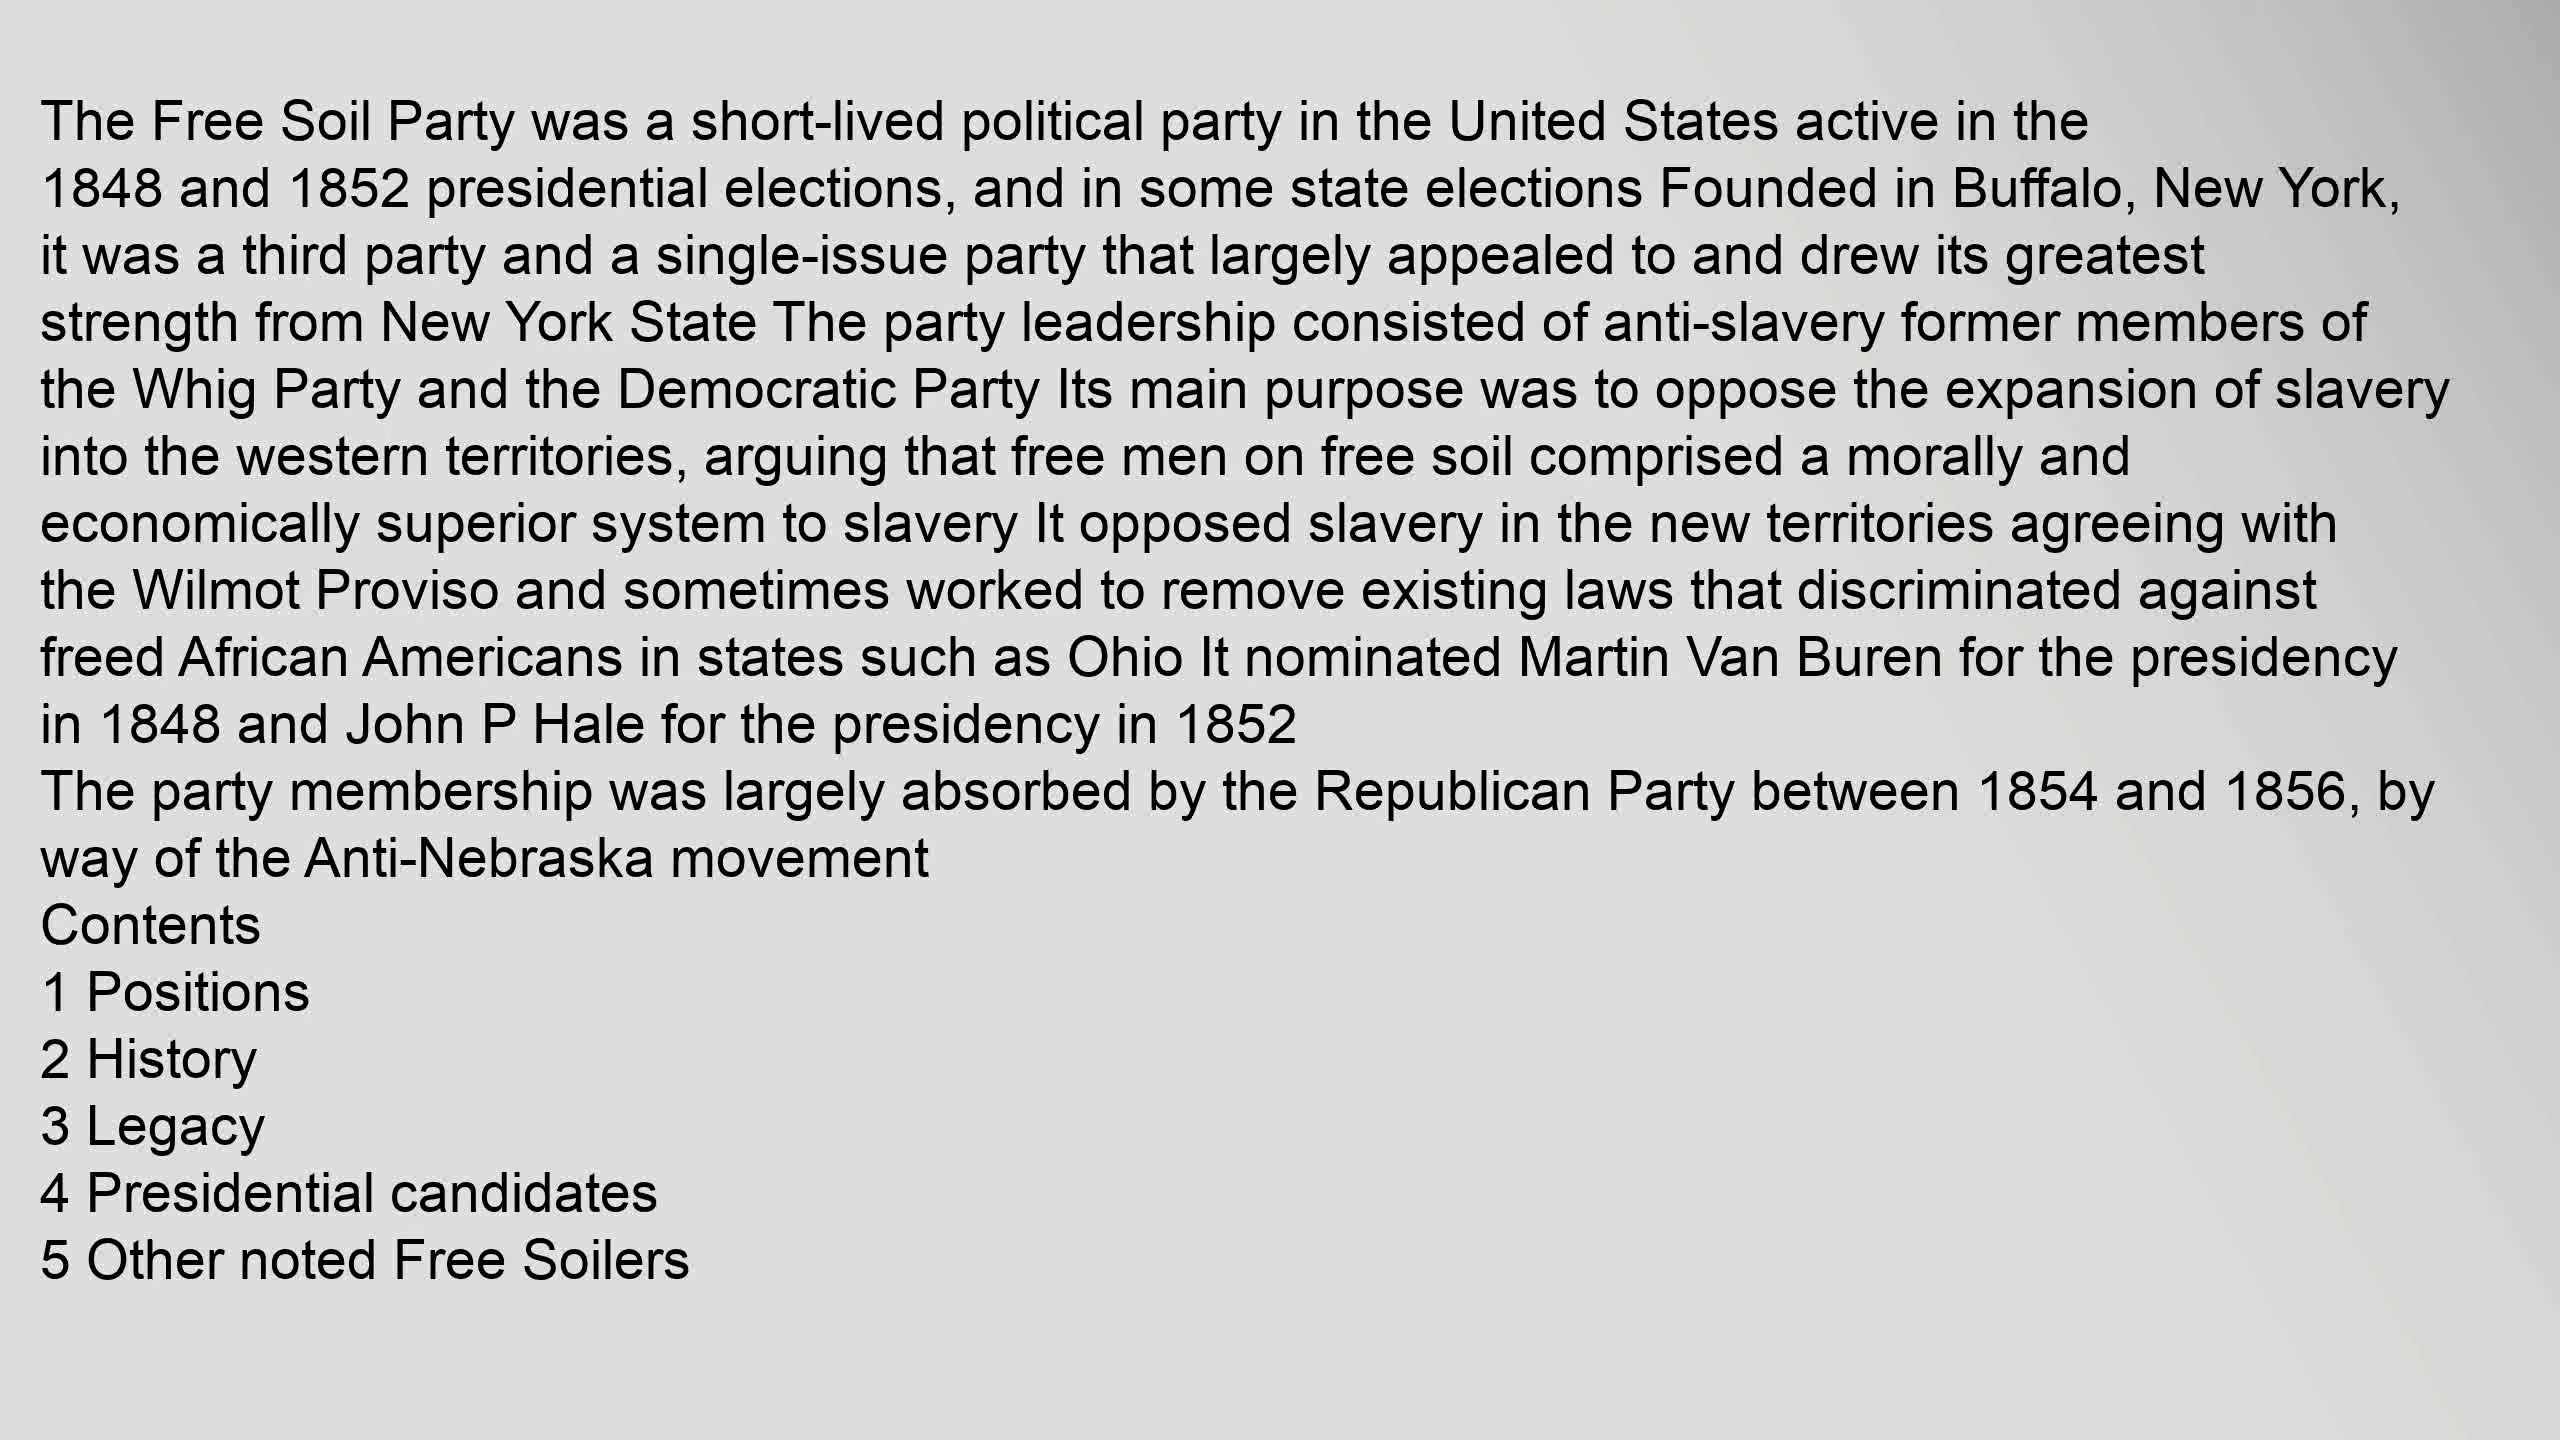 The Free Soil Party was a short-lived political party in the United States active in the
1848 and 1852 presidential elections, and in some state elections Founded in Buffalo, New York,
it was a third party and a single-issue party that largely appealed to and drew its greatest
strength from New York State The party leadership consisted of anti-slavery former members of
the Whig Party and the Democratic Party Its main purpose was to oppose the expansion of slavery
into the western territories, arguing that free men on free soil comprised a morally and
economically superior system to slavery It opposed slavery in the new territories agreeing with
the Wilmot Proviso and sometimes worked to remove existing laws that discriminated against
freed African Americans in states such as Ohio It nominated Martin Van Buren for the presidency
in 1848 and John P Hale for the presidency in 1852
The party membership was largely absorbed by the Republican Party between 1854 and 1856, by
way of the Anti-Nebraska movement
Contents
1 Positions
2 History
3 Legacy
4 Presidential candidates
5 Other noted Free Soilers